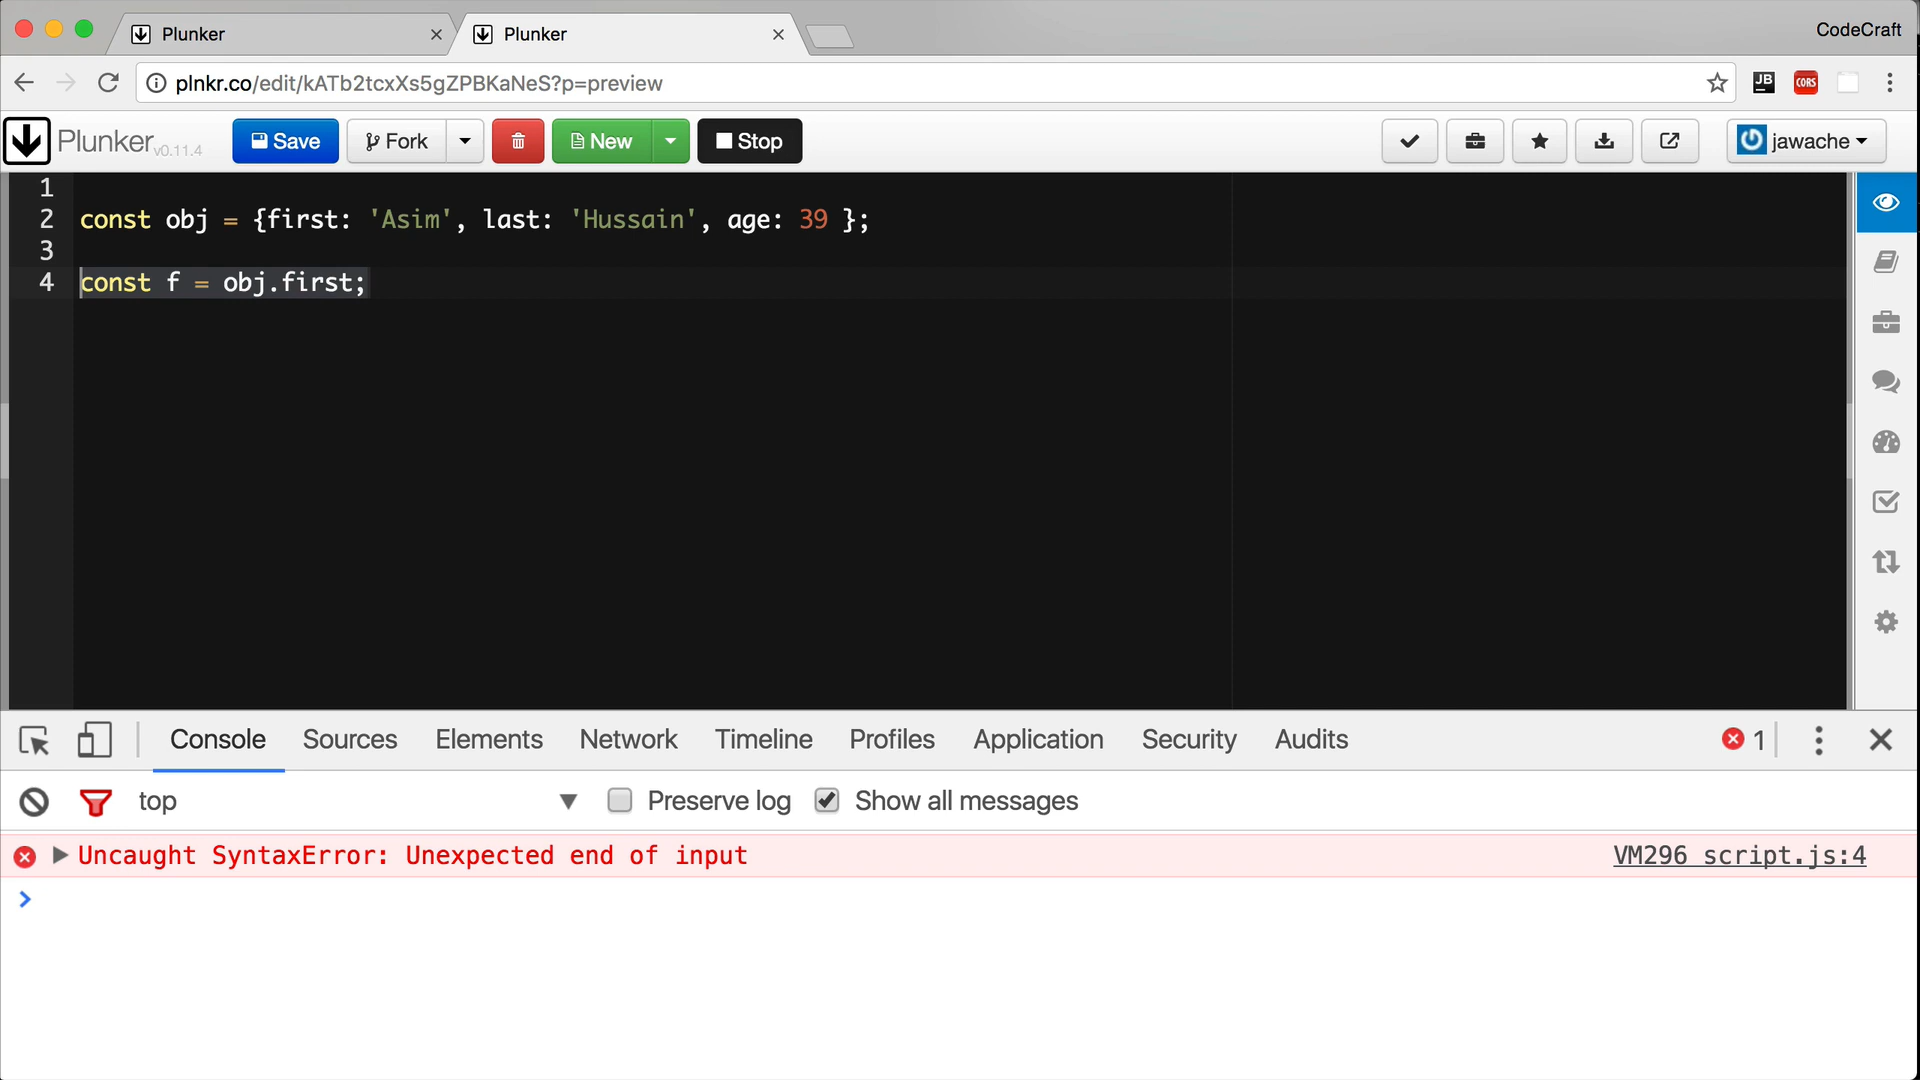 Plunker
Plunker
CodeCraft
plnkr.co/edit/kATb2tcxXs5gZPBKaNeS?p=preview
JB
CORS
Plunker v0.11.4
Save
Fork
New
Stop
jawache
1
2 const obj = {first: 'Asim', last: 'Hussain', age: 39 };
3
4 const f = obj.first;
Console Sources Elements Network Timeline Profiles Application Security Audits 1
top Preserve log Show all messages
Uncaught SyntaxError: Unexpected end of input VM296 script.js:4